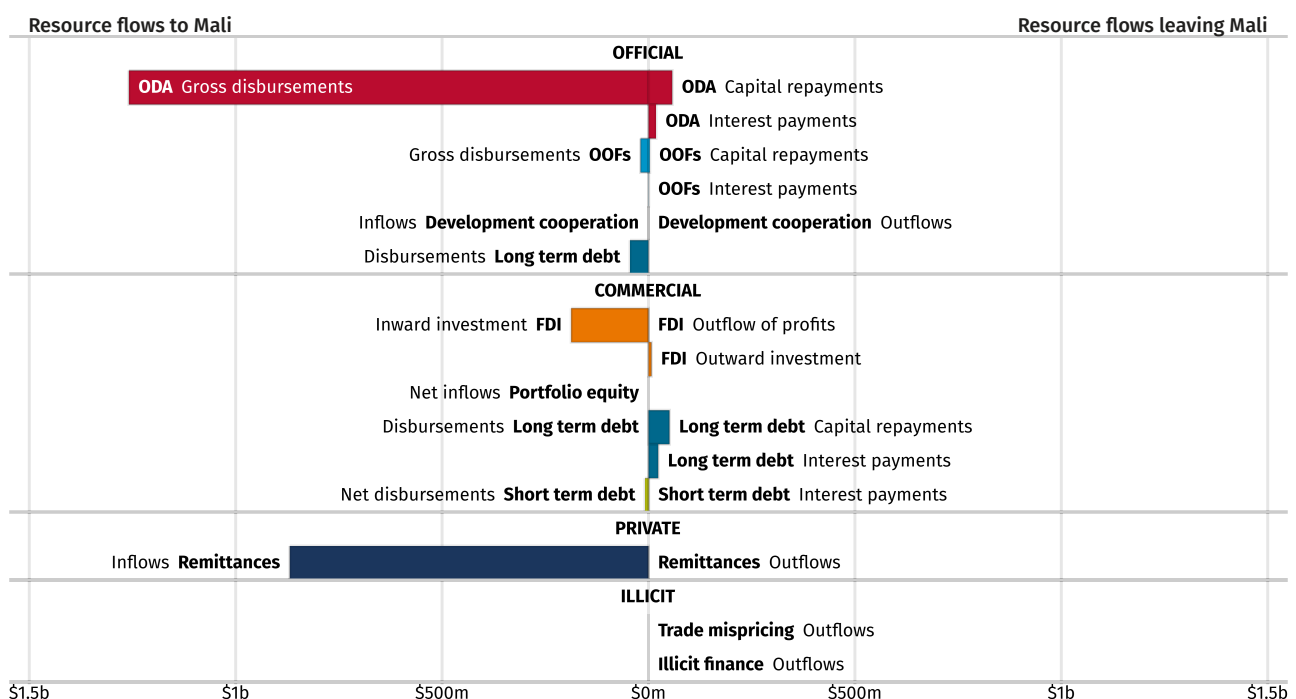 Resource flows to Mali Resource flows leaving Mali
OFFICIAL
ODA Gross disbursements ODA Capital repayments
ODA Interest payments
Gross disbursements OOFs OOFs Capital repayments
OOFs Interest payments
Inflows Development cooperation Development cooperation Outflows
Disbursements Long term debt
COMMERCIAL
Inward investment FDI FDI Outflow of profits
FDI Outward investment
Net inflows Portfolio equity
Disbursements Long term debt Long term debt Capital repayments
Long term debt Interest payments
Net disbursements Short term debt Short term debt Interest payments
PRIVATE
Inflows Remittances Remittances Outflows
ILLICIT
Trade mispricing Outflows
Illicit finance Outflows
$1.5b $1b $500m $0m $500m $1b $1.5b